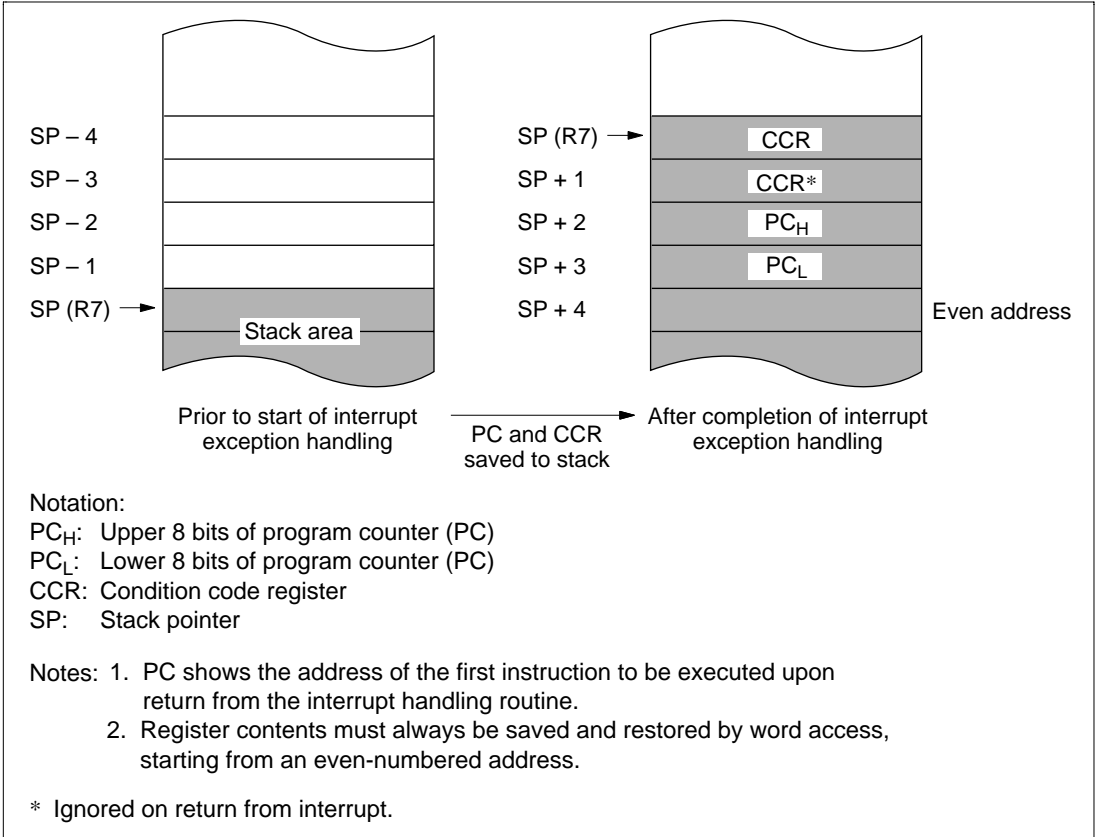 SP – 4
SP – 3
SP – 2
SP – 1
SP (R7)
Stack area
SP (R7)
SP + 1
SP + 2
SP + 3
SP + 4
CCR
CCR*
PCH
PCL
Even address
Prior to start of interrupt
exception handling
PC and CCR
saved to stack
After completion of interrupt
exception handling
Notation:
PCH: Upper 8 bits of program counter (PC)
PCL: Lower 8 bits of program counter (PC)
CCR: Condition code register
SP: Stack pointer
Notes: 1. PC shows the address of the first instruction to be executed upon
return from the interrupt handling routine.
2. Register contents must always be saved and restored by word access,
starting from an even-numbered address.
* Ignored on return from interrupt.